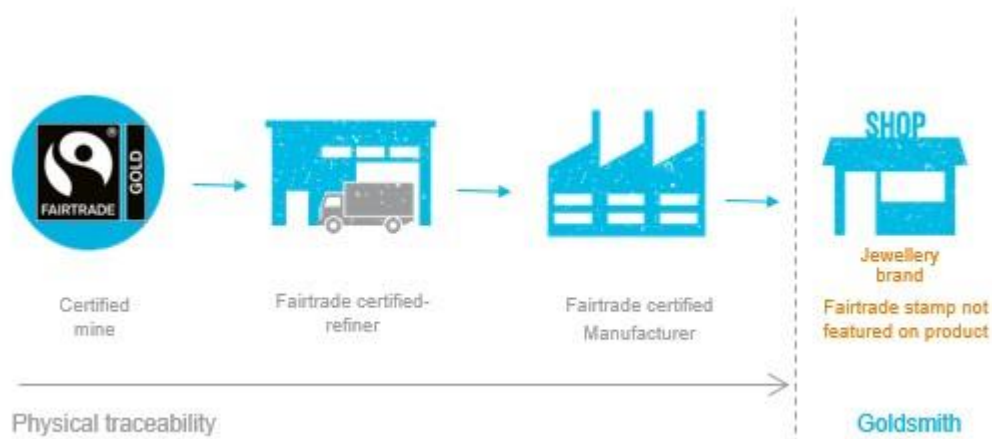 SHOP
®
GOLD
FAIRTRADE
Jewellery
brand
Certified
mine
Fairtrade certified-
refiner
Fairtrade certified
Manufacturer
Fairtrade stamp not
featured on product
Physical traceability
Goldsmith